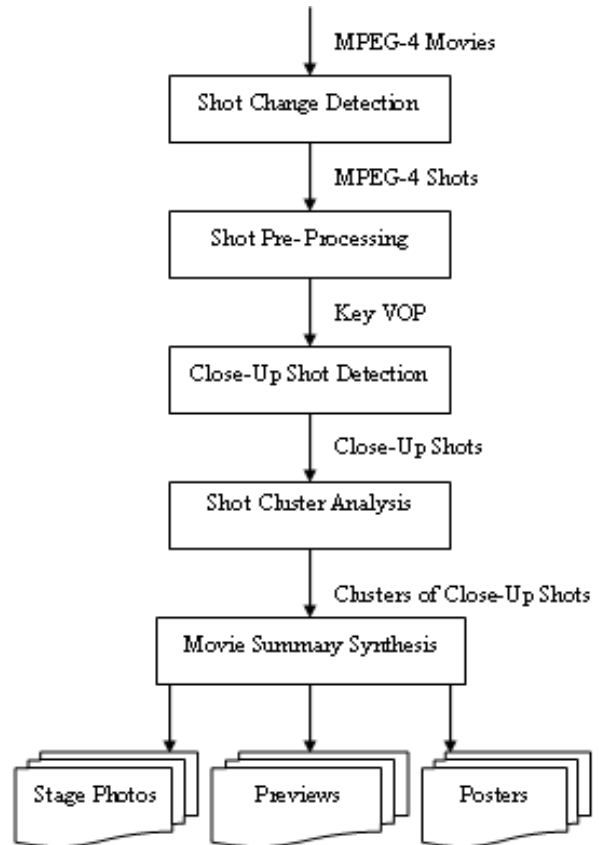 MPEG-4 Movies
Shot Change Detection
MPEG-4 Shots
Shot Pre-Processing
Key VOP
Close-Up Shot Detection
Close-Up Shots
Shot Cluster Analysis
Clusters of Close-Up Shots
Movie Summary Synthesis
Stage Photos
Previews
Posters